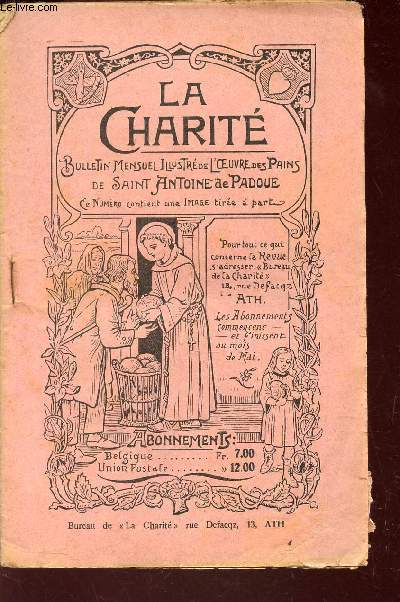 Le-livre.com
LA
CHARITÉ
BULLETIN MENSUEL ILLUSTRÉ DE L'ŒUVRE DES PAINS
DE SAINT ANTOINE de PADOUE
Ce NUMÉRO contient une IMAGE tirée à part
Pour tout ce qui
concerne la Revue
s'adresser « Bureau
de la Charité »
13, rue Defacqz
ATH.
Les Abonnements
commencent
et finissent
au mois
de Mai.
ABONNEMENTS:
Belgique ......... Fr. 7.00
Union Postale ........ » 12.00
Bureau de « La Charité » rue Defacqz, 13, ATH